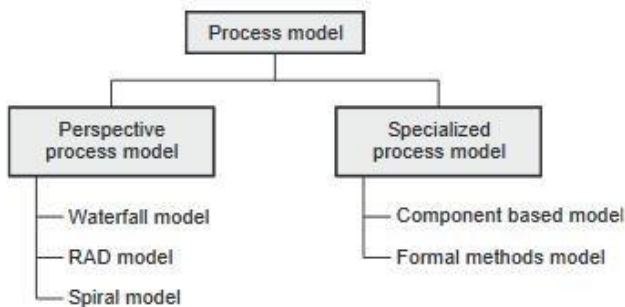 Process model
Perspective
process model
Specialized
process model
Waterfall model
RAD model
Spiral model
Component based model
Formal methods model